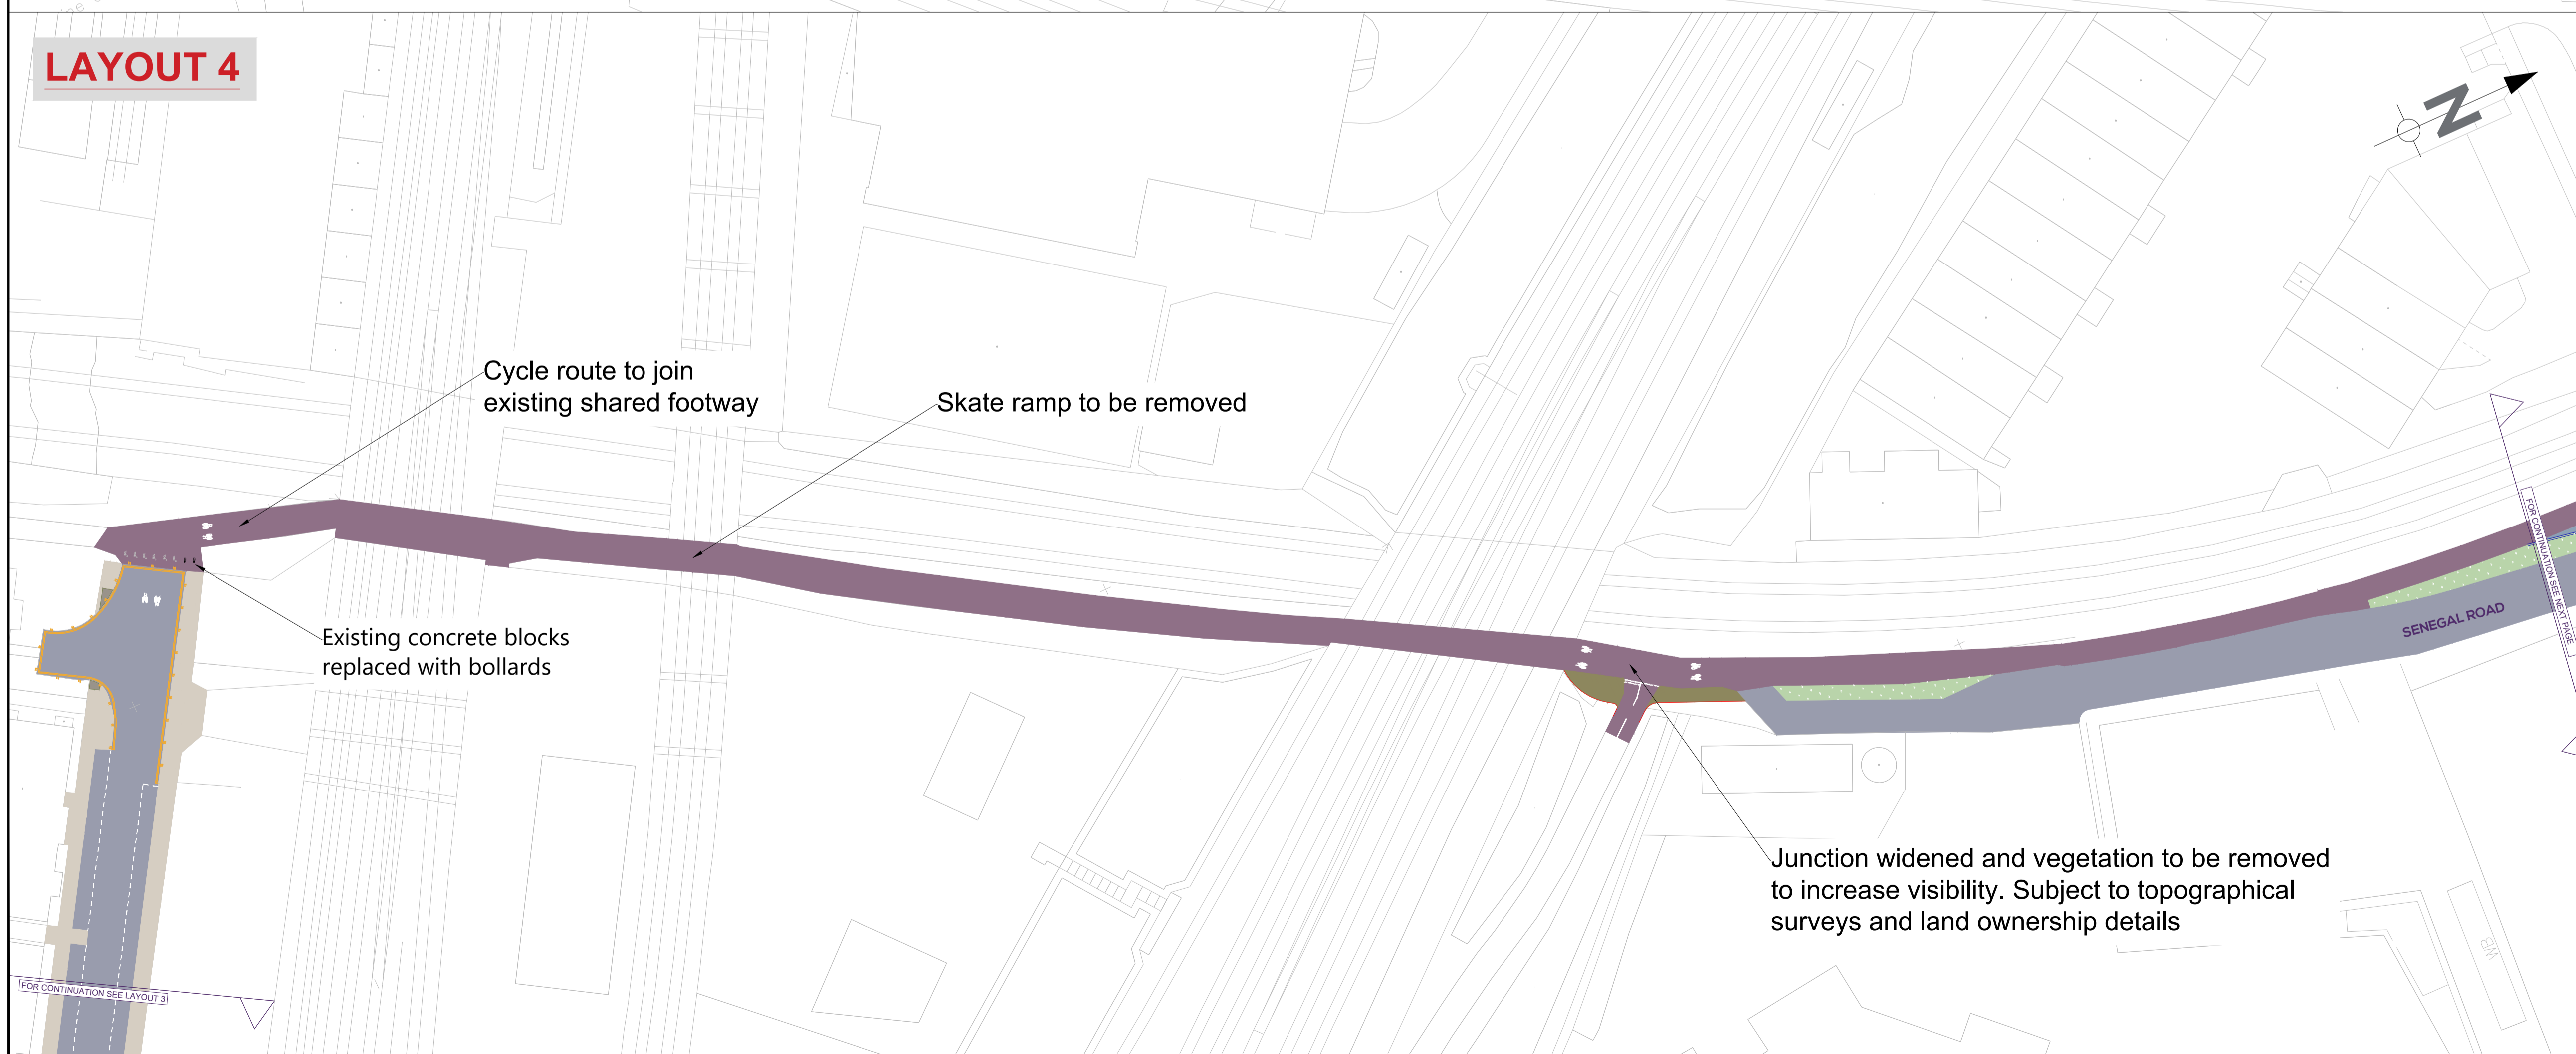 LAYOUT 4
N
Cycle route to join
existing shared footway
Skate ramp to be removed
Existing concrete blocks
replaced with bollards
SENEGAL ROAD
FOR CONTINUATION SEE NEXT PAGE
Junction widened and vegetation to be removed
to increase visibility. Subject to topographical
surveys and land ownership details
FOR CONTINUATION SEE LAYOUT 3